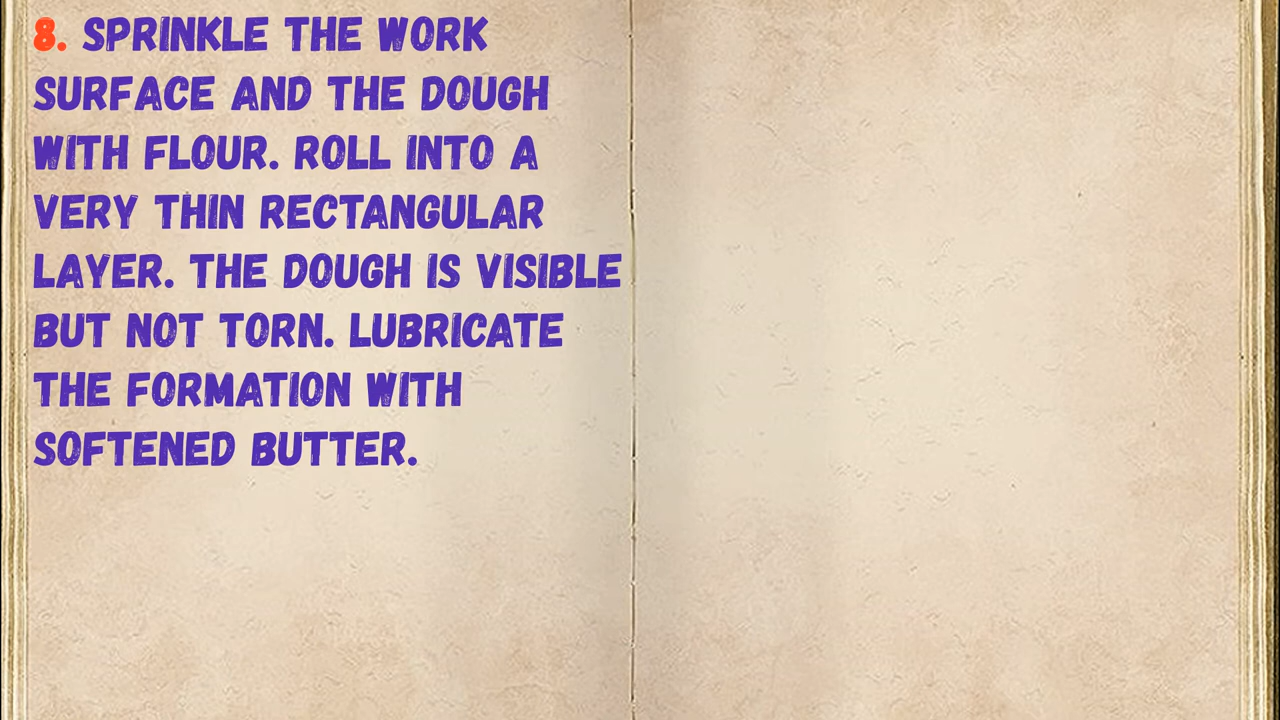 8. SPRINKLE THE WORK
SURFACE AND THE DOUGH
WITH FLOUR. ROLL INTO A
VERY THIN RECTANGULAR
LAYER. THE DOUGH IS VISIBLE
BUT NOT TORN. LUBRICATE
THE FORMATION WITH
SOFTENED BUTTER.